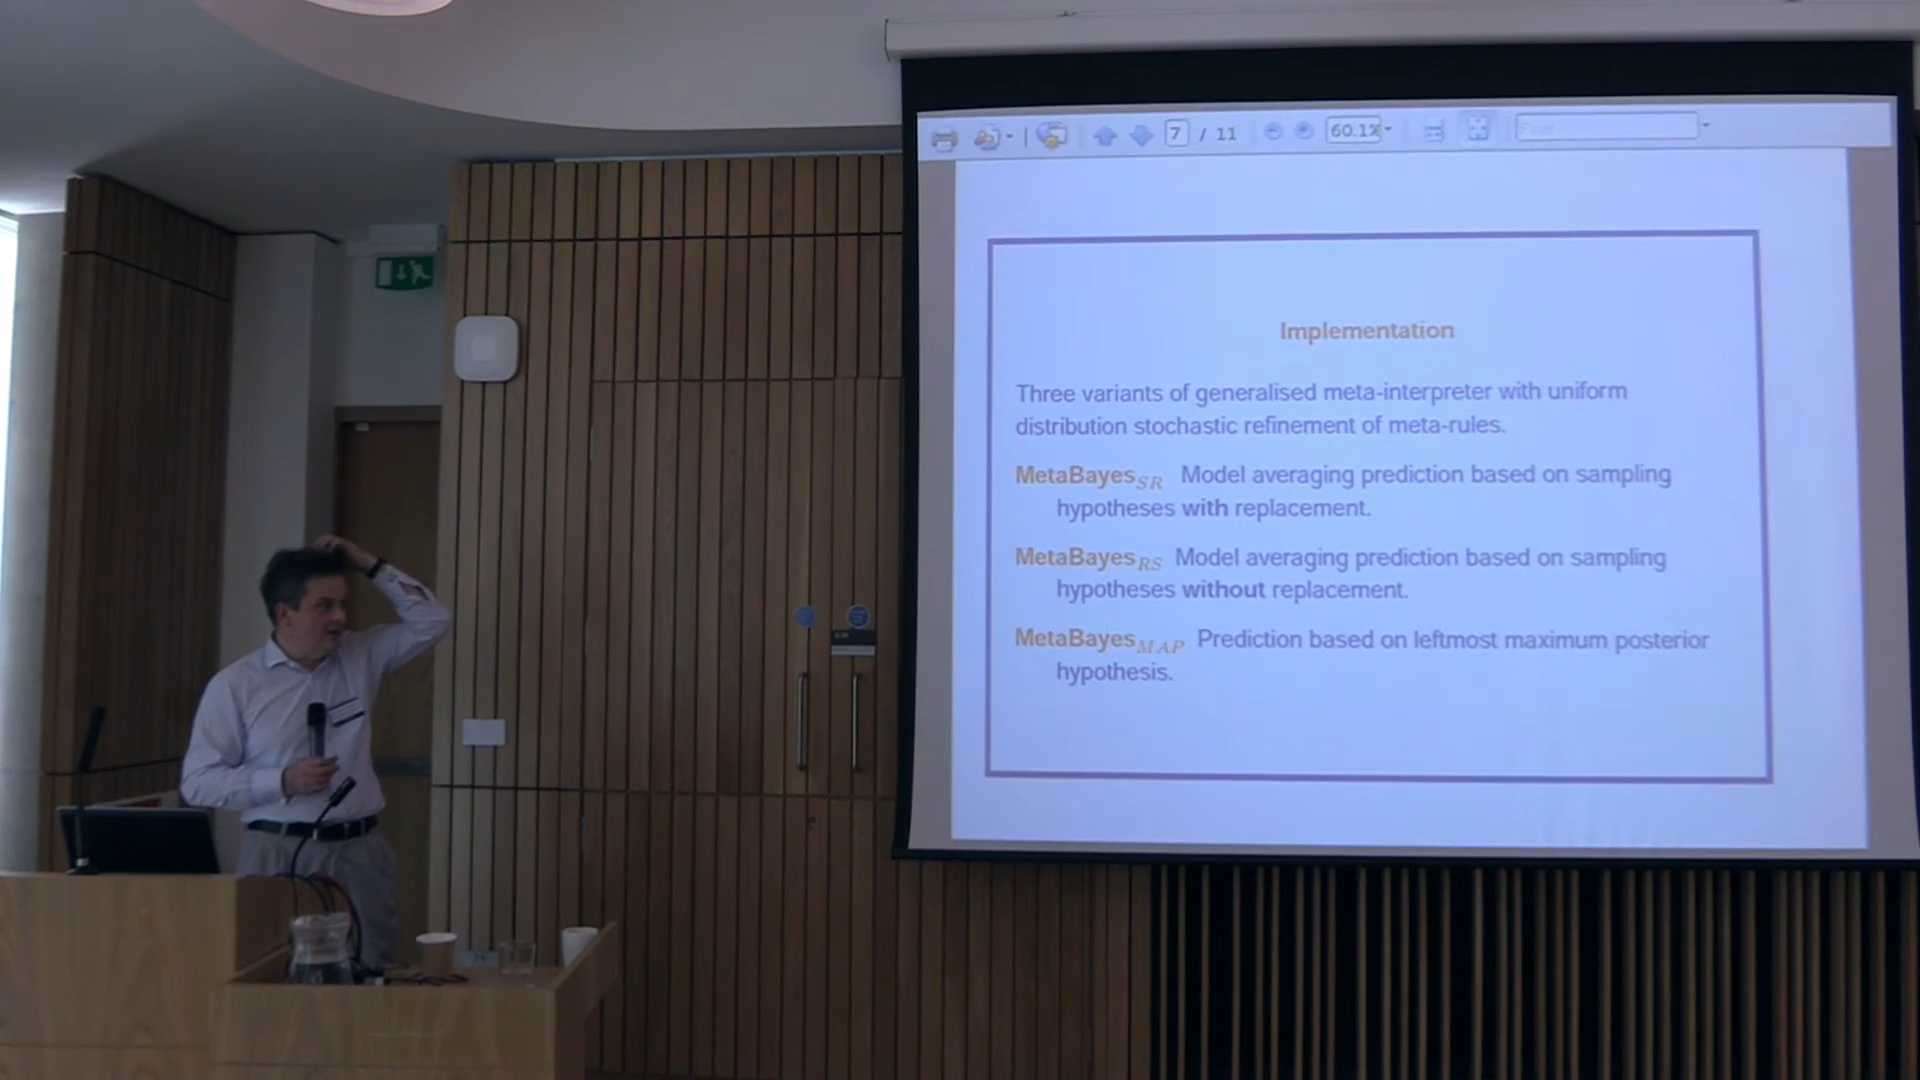 7 / 11 60.1%
Implementation
Three variants of generalised meta-interpreter with uniform
distribution stochastic refinement of meta-rules.
MetaBayesSR Model averaging prediction based on sampling
hypotheses with replacement.
MetaBayesRS Model averaging prediction based on sampling
hypotheses without replacement.
MetaBayesMAP Prediction based on leftmost maximum posterior
hypothesis.